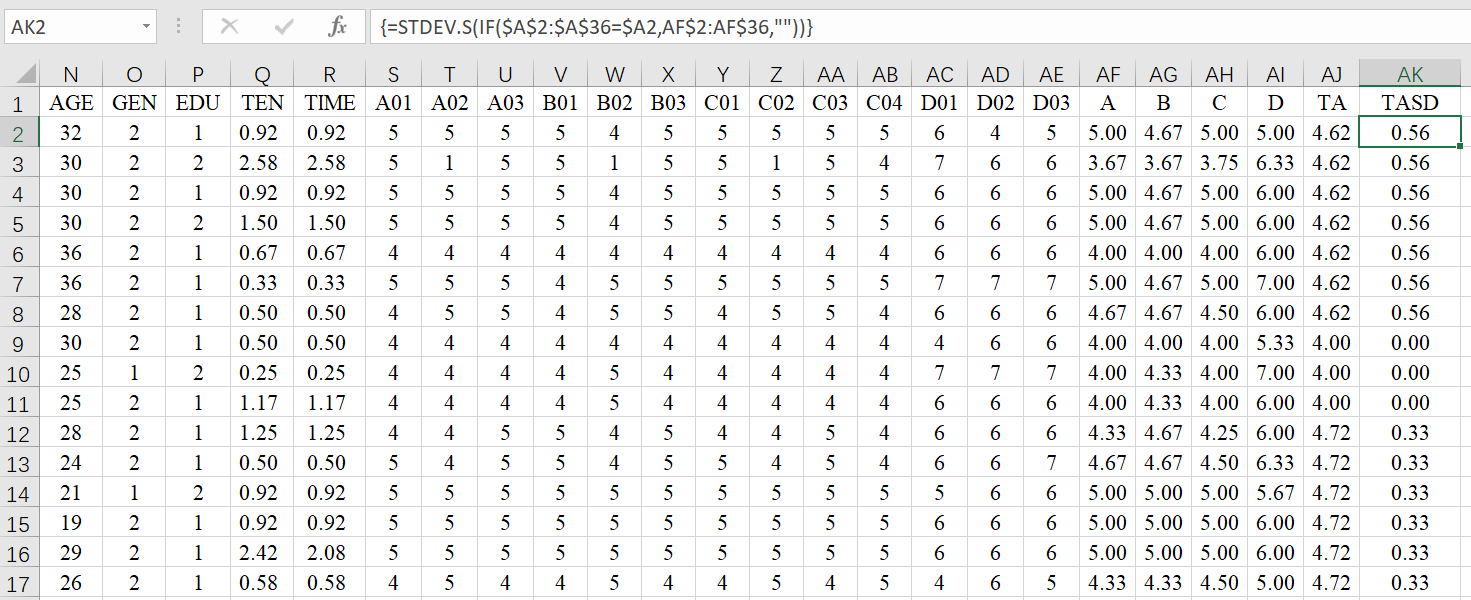 AK2 fx {=STDEV.S(IF($A$2:$A$36=$A2,AF$2:AF$36,""))}
N O P Q R S T U V W X Y Z AA AB AC AD AE AF AG AH AI AJ AK
1 AGE GEN EDU TEN TIME A01 A02 A03 B01 B02 B03 C01 C02 C03 C04 D01 D02 D03 A B C D TA TASD
2 32 2 1 0.92 0.92 5 5 5 5 4 5 5 5 5 5 6 4 5 5.00 4.67 5.00 5.00 4.62 0.56
3 30 2 2 2.58 2.58 5 1 5 5 1 5 5 1 5 4 7 6 6 3.67 3.67 3.75 6.33 4.62 0.56
4 30 2 1 0.92 0.92 5 5 5 5 4 5 5 5 5 5 6 6 6 5.00 4.67 5.00 6.00 4.62 0.56
5 30 2 2 1.50 1.50 5 5 5 5 4 5 5 5 5 5 6 6 6 5.00 4.67 5.00 6.00 4.62 0.56
6 36 2 1 0.67 0.67 4 4 4 4 4 4 4 4 4 4 6 6 6 4.00 4.00 4.00 6.00 4.62 0.56
7 36 2 1 0.33 0.33 5 5 5 4 5 5 5 5 5 5 7 7 7 5.00 4.67 5.00 7.00 4.62 0.56
8 28 2 1 0.50 0.50 4 5 5 4 5 5 4 5 5 4 6 6 6 4.67 4.67 4.50 6.00 4.62 0.56
9 30 2 1 0.50 0.50 4 4 4 4 4 4 4 4 4 4 4 6 6 4.00 4.00 4.00 5.33 4.00 0.00
10 25 1 2 0.25 0.25 4 4 4 4 5 4 4 4 4 4 7 7 7 4.00 4.33 4.00 7.00 4.00 0.00
11 25 2 1 1.17 1.17 4 4 4 4 5 4 4 4 4 4 6 6 6 4.00 4.33 4.00 6.00 4.00 0.00
12 28 2 1 1.25 1.25 4 4 5 5 4 5 4 4 5 4 6 6 6 4.33 4.67 4.25 6.00 4.72 0.33
13 24 2 1 0.50 0.50 5 4 5 5 4 5 5 4 5 4 6 6 7 4.67 4.67 4.50 6.33 4.72 0.33
14 21 1 2 0.92 0.92 5 5 5 5 5 5 5 5 5 5 5 6 6 5.00 5.00 5.00 5.67 4.72 0.33
15 19 2 1 0.92 0.92 5 5 5 5 5 5 5 5 5 5 6 6 6 5.00 5.00 5.00 6.00 4.72 0.33
16 29 2 1 2.42 2.08 5 5 5 5 5 5 5 5 5 5 6 6 6 5.00 5.00 5.00 6.00 4.72 0.33
17 26 2 1 0.58 0.58 4 5 4 4 5 4 4 5 4 5 4 6 5 4.33 4.33 4.50 5.00 4.72 0.33